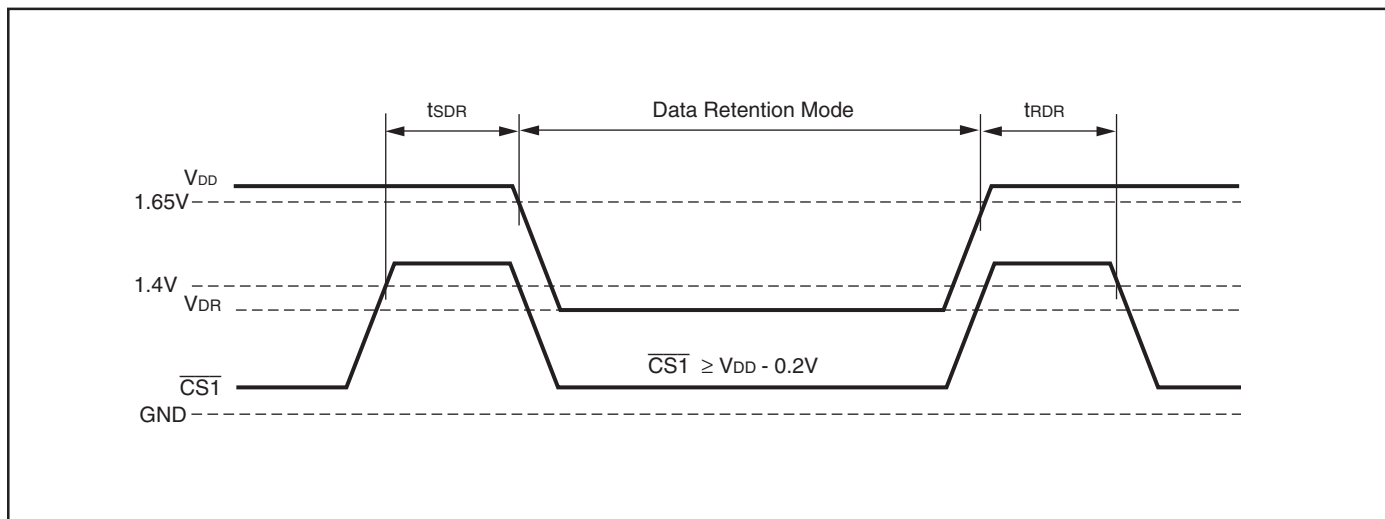 tSDR Data Retention Mode tRDR
VDD
1.65V
1.4V
VDR
CS1 ≥ VDD - 0.2V
CS1
GND